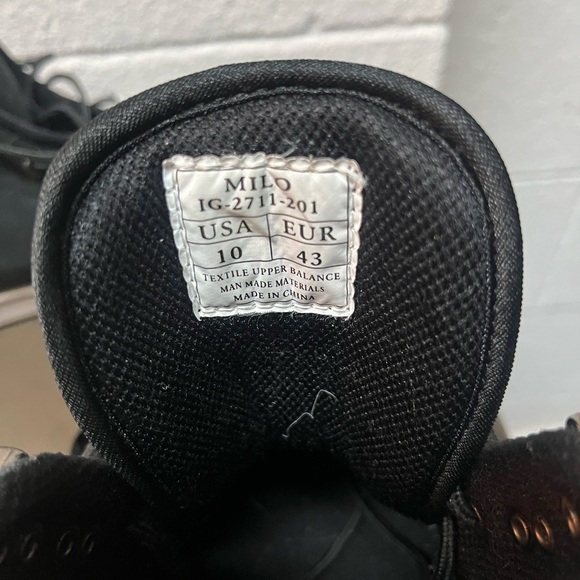 MILO
IG-2711-201
USA EUR
10 43
TEXTILE UPPER BALANCE
MAN MADE MATERIALS
MADE IN CHINA